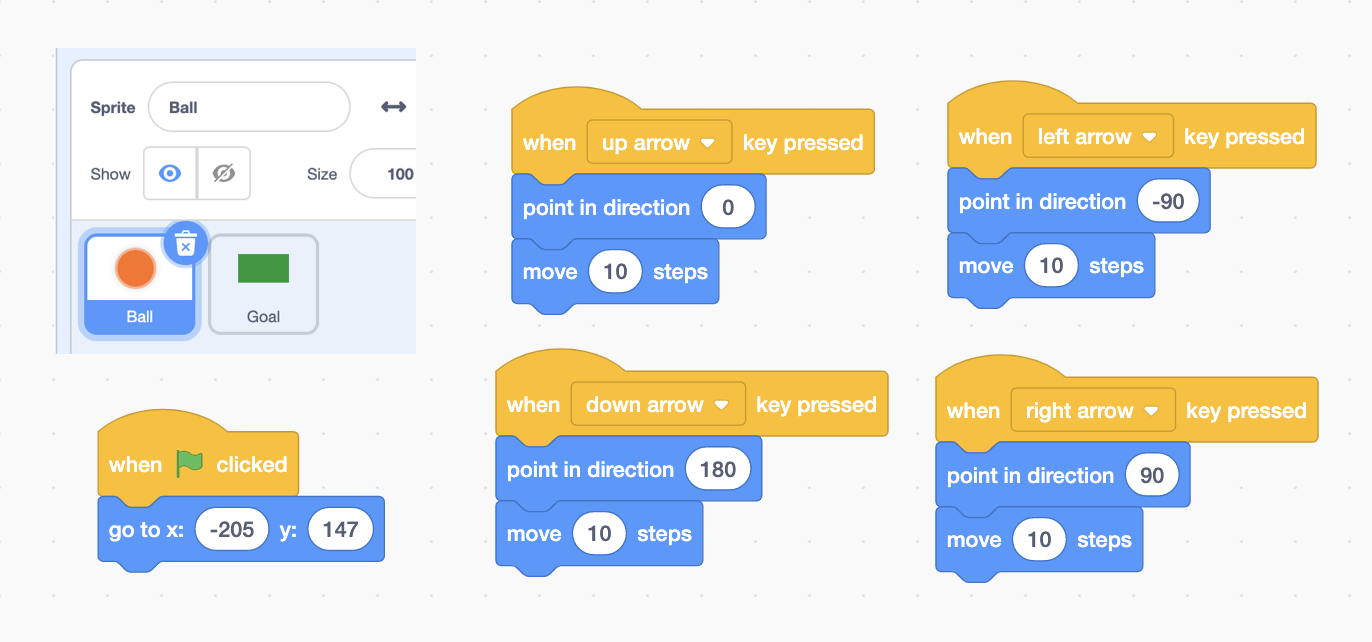 Sprite Ball
Show Size 100
Ball Goal
when clicked
go to x: -205 y: 147
when up arrow key pressed
point in direction 0
move 10 steps
when down arrow key pressed
point in direction 180
move 10 steps
when left arrow key pressed
point in direction -90
move 10 steps
when right arrow key pressed
point in direction 90
move 10 steps